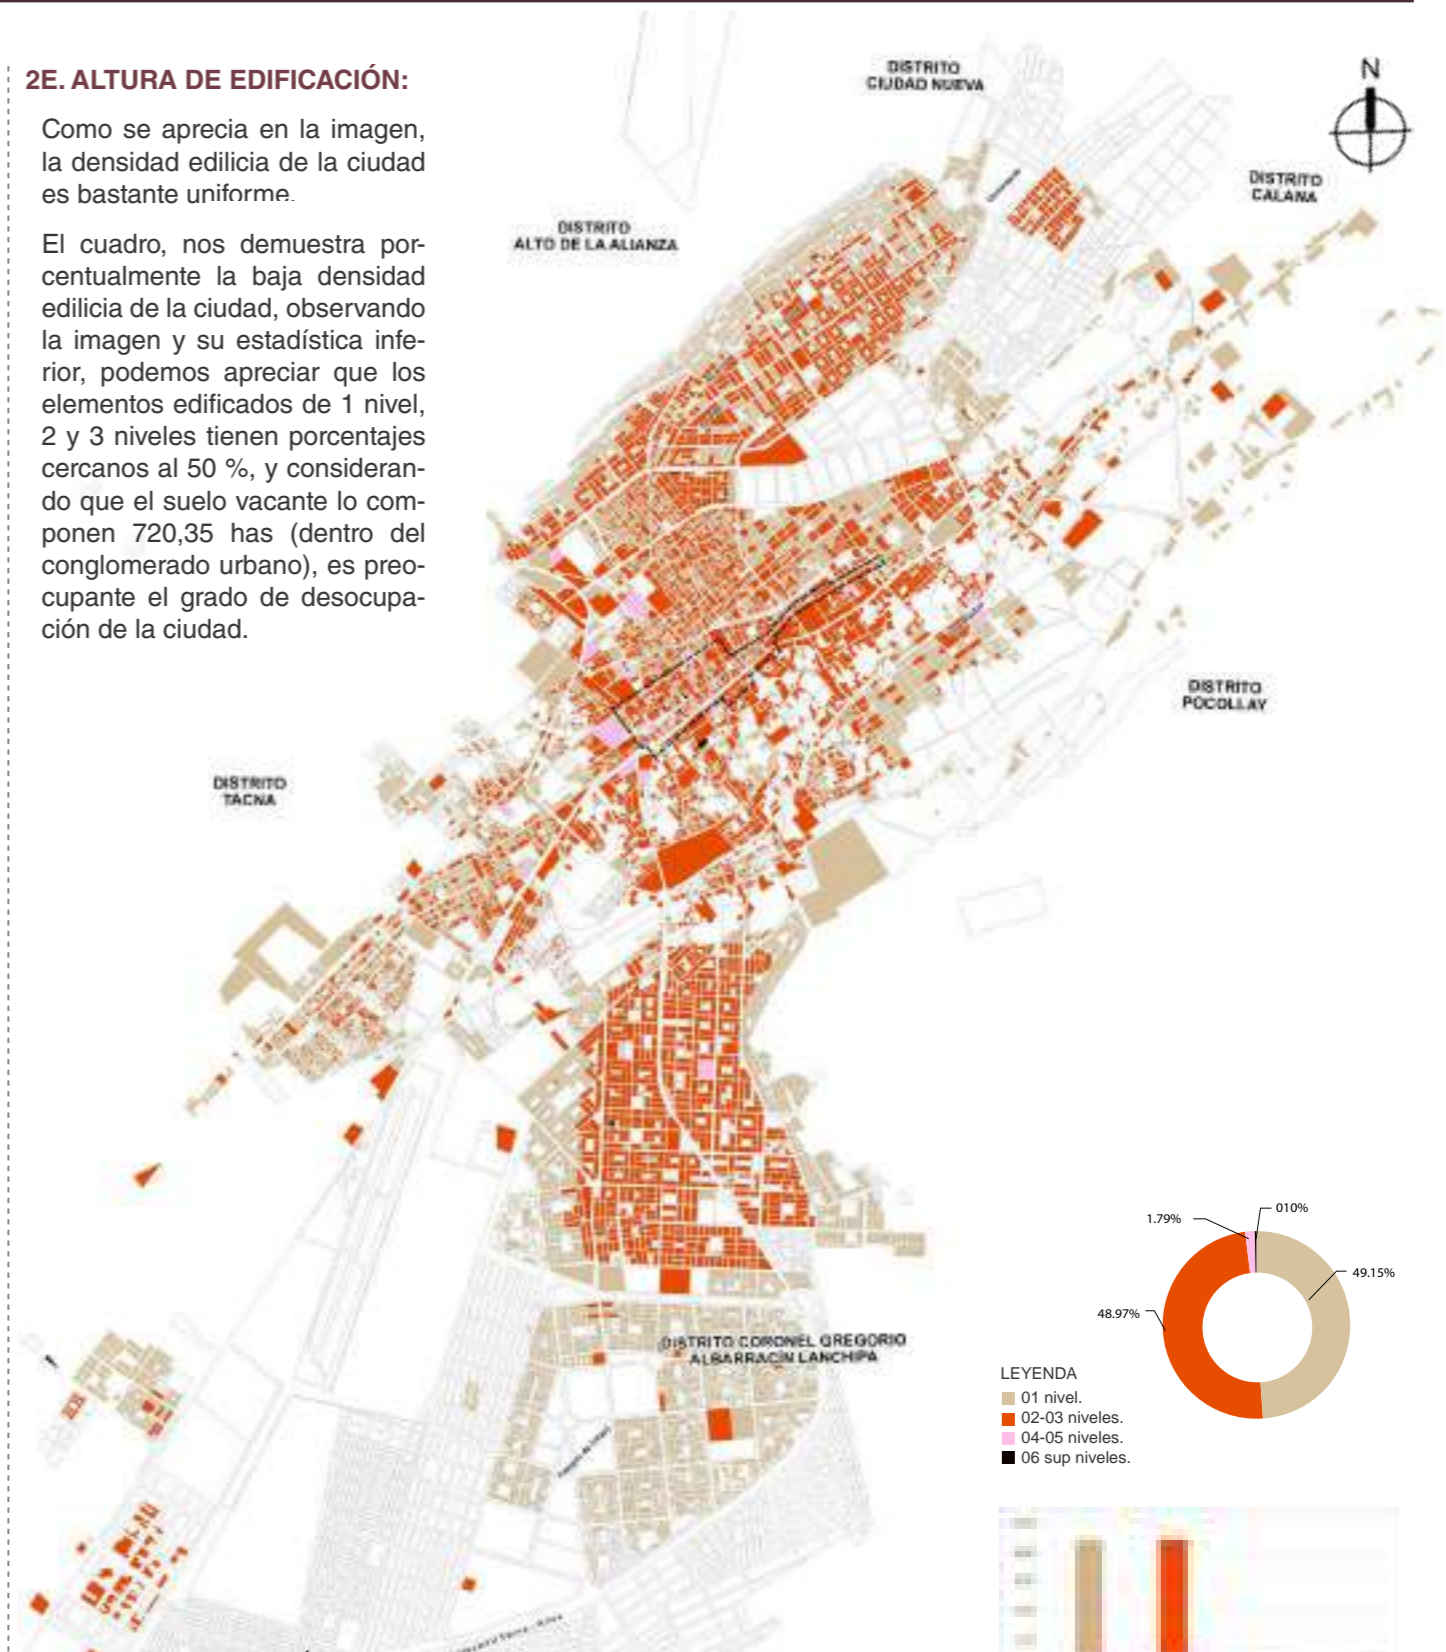 2E. ALTURA DE EDIFICACIÓN:
Como se aprecia en la imagen,
la densidad edilicia de la ciudad
es bastante uniforme.
El cuadro, nos demuestra por-
centualmente la baja densidad
edilicia de la ciudad, observando
la imagen y su estadística infe-
rior, podemos apreciar que los
elementos edificados de 1 nivel,
2 y 3 niveles tienen porcentajes
cercanos al 50 %, y consideran-
do que el suelo vacante lo com-
ponen 720,35 has (dentro del
conglomerado urbano), es preo-
cupante el grado de desocupa-
ción de la ciudad.
DISTRITO
CIUDAD NUEVA
N
DISTRITO
CALANA
DISTRITO
ALTO DE LA ALIANZA
DISTRITO
POCOLLAY
DISTRITO
TACNA
DISTRITO CORONEL GREGORIO
ALBARRACÍN LANCHIPA
1.79%
010%
49.15%
48.97%
LEYENDA
01 nivel.
02-03 niveles.
04-05 niveles.
06 sup niveles.